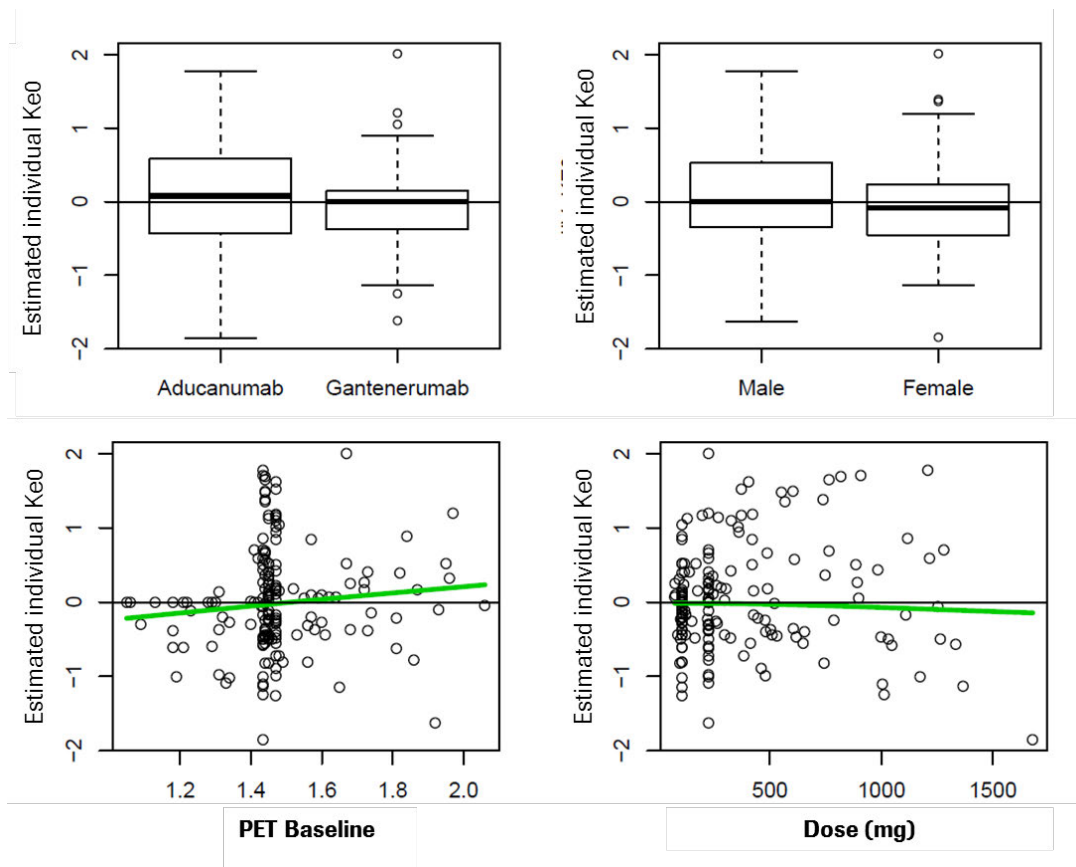 Estimated individual Ke0
2
1
0
−1
−2
Aducanumab Gantenerumab
Estimated individual Ke0
2
1
0
−1
−2
Male Female
Estimated individual Ke0
2
1
0
−1
−2
1.2 1.4 1.6 1.8 2.0
PET Baseline
Estimated individual Ke0
2
1
0
−1
−2
500 1000 1500
Dose (mg)